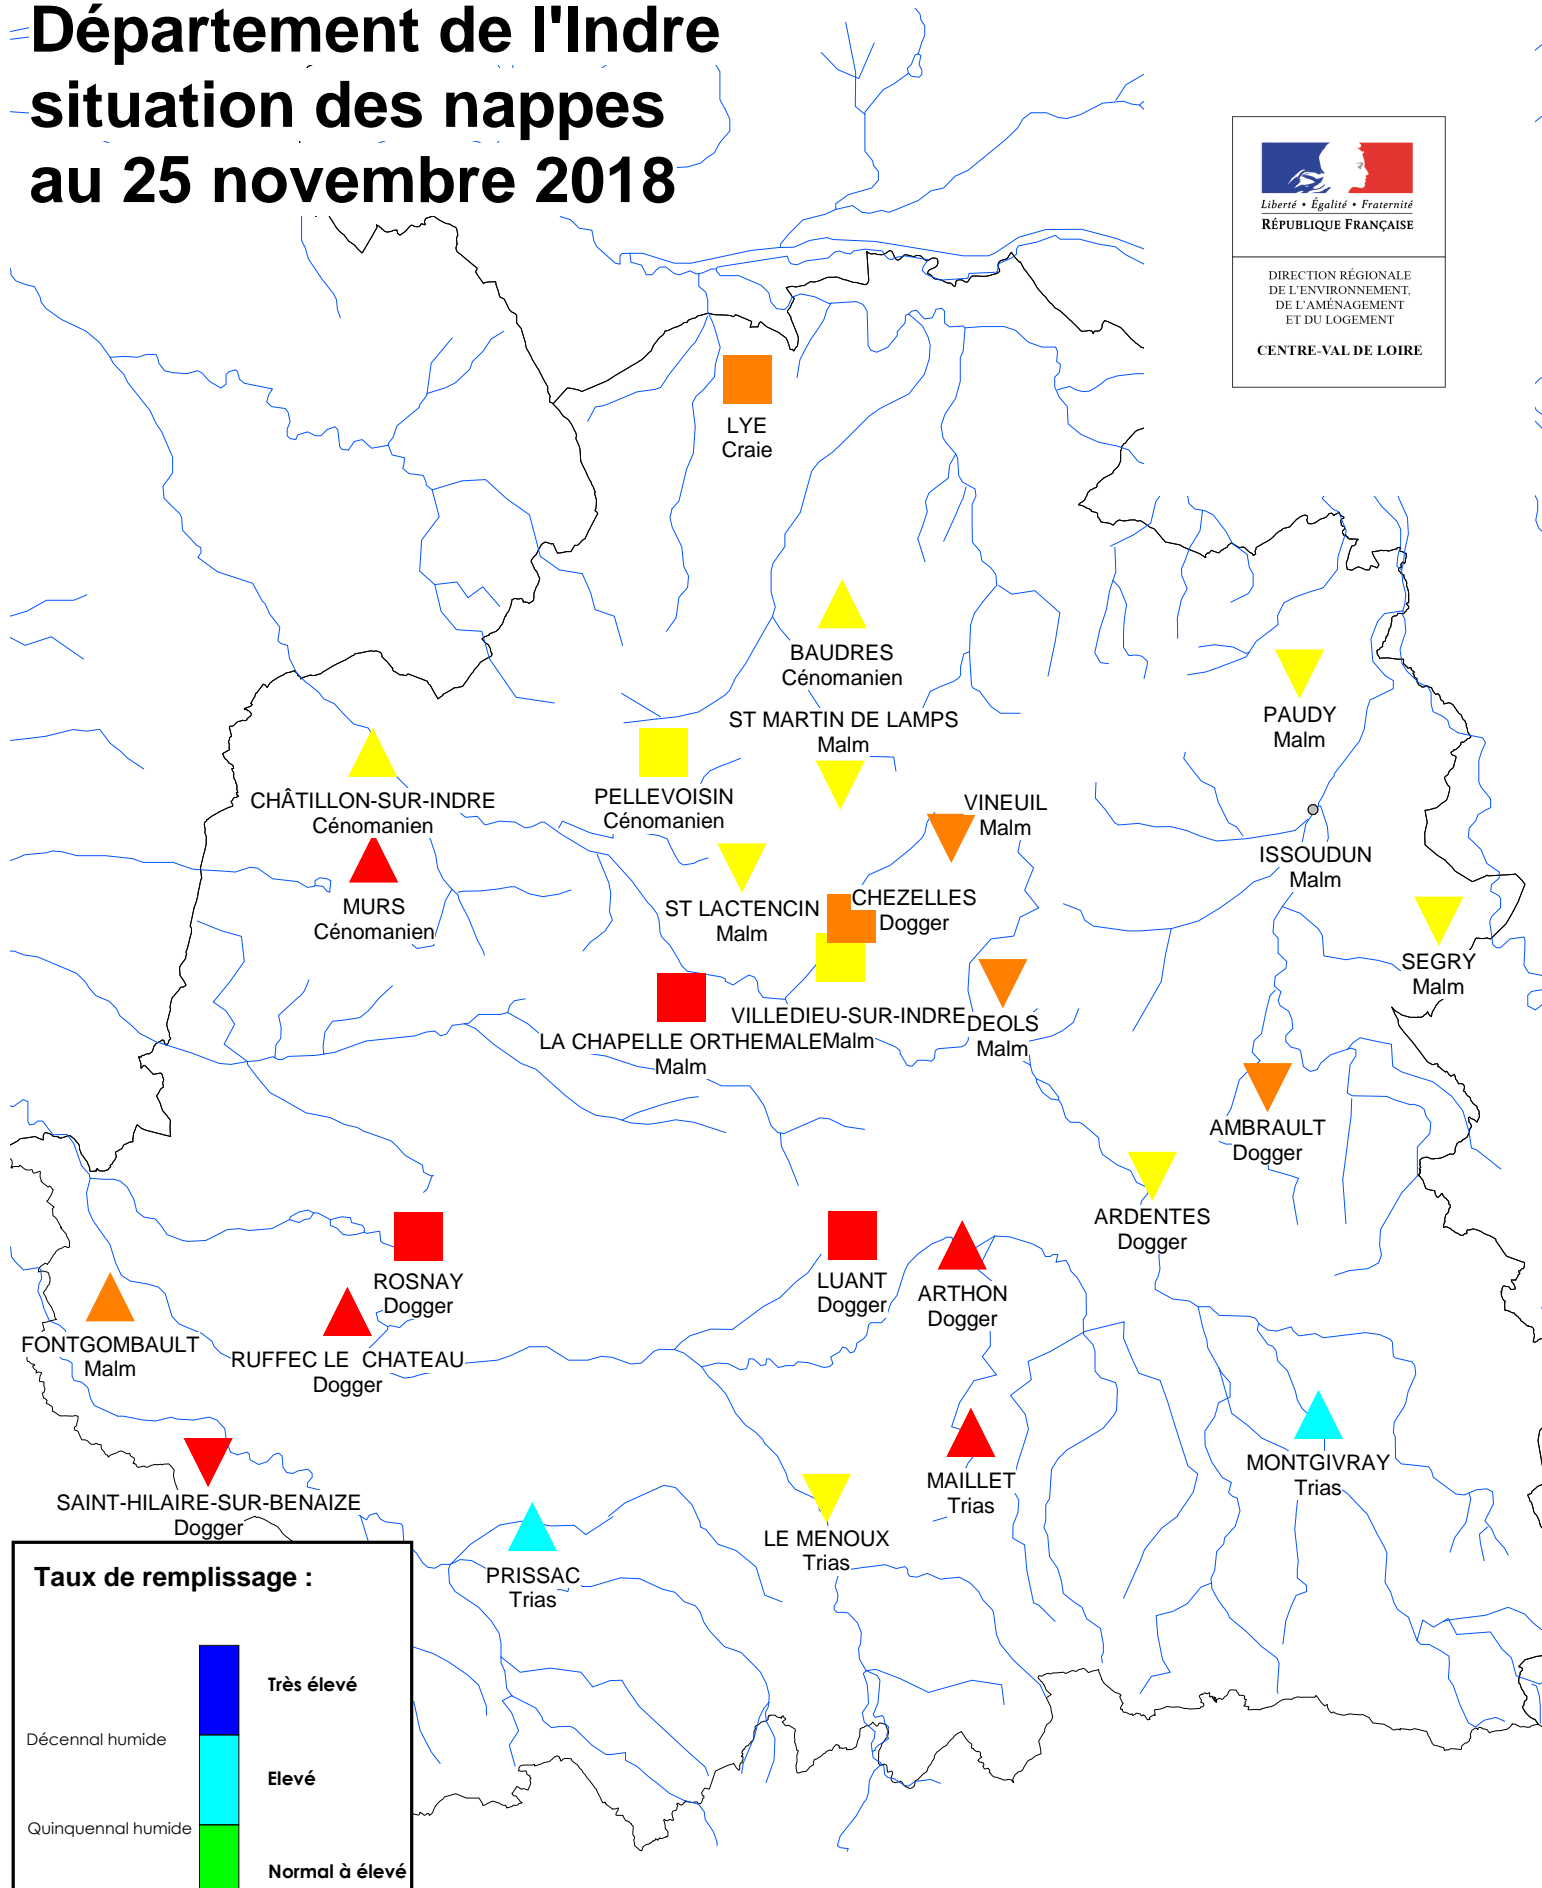 Département de l'Indre
situation des nappes
au 25 novembre 2018
Liberté • Égalité • Fraternité
RÉPUBLIQUE FRANÇAISE
DIRECTION RÉGIONALE
DE L'ENVIRONNEMENT,
DE L'AMÉNAGEMENT
ET DU LOGEMENT
CENTRE-VAL DE LOIRE
LYE
Craie
BAUDRES
Cénomanien
PAUDY
Malm
ST MARTIN DE LAMPS
Malm
CHÂTILLON-SUR-INDRE
Cénomanien
PELLEVOISIN
Cénomanien
VINEUIL
Malm
ISSOUDUN
Malm
MURS
Cénomanien
ST LACTENCIN
Malm
CHEZELLES
Dogger
SEGRY
Malm
VILLEDIEU-SUR-INDRE
Malm
DEOLS
Malm
LA CHAPELLE ORTHEMALE
Malm
AMBRAULT
Dogger
ARDENTES
Dogger
ROSNAY
Dogger
LUANT
Dogger
ARTHON
Dogger
FONTGOMBAULT
Malm
RUFFEC LE  CHATEAU
Dogger
MAILLET
Trias
MONTGIVRAY
Trias
SAINT-HILAIRE-SUR-BENAIZE
Dogger
LE MENOUX
Trias
PRISSAC
Trias
Taux de remplissage :
Très élevé
Décennal humide
Elevé
Quinquennal humide
Normal à élevé